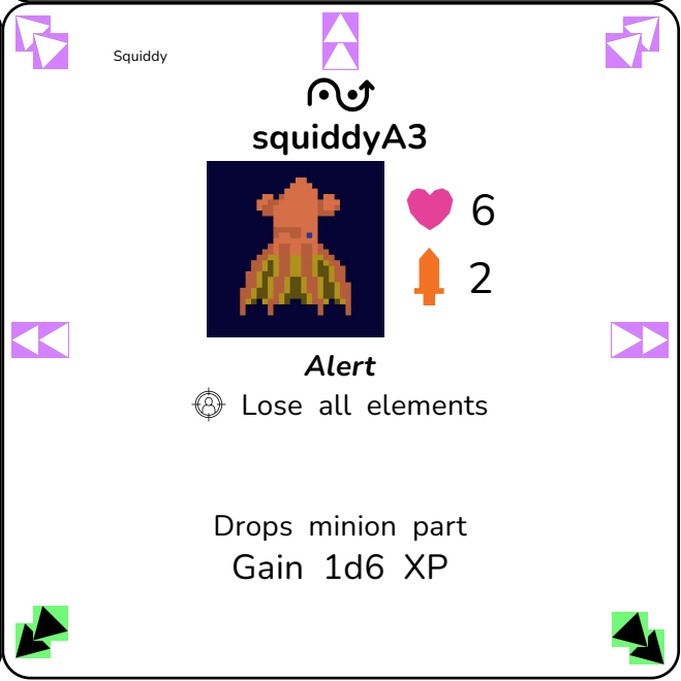 Squiddy
squiddyA3
6
2
Alert
Lose all elements
Drops minion part
Gain 1d6 XP